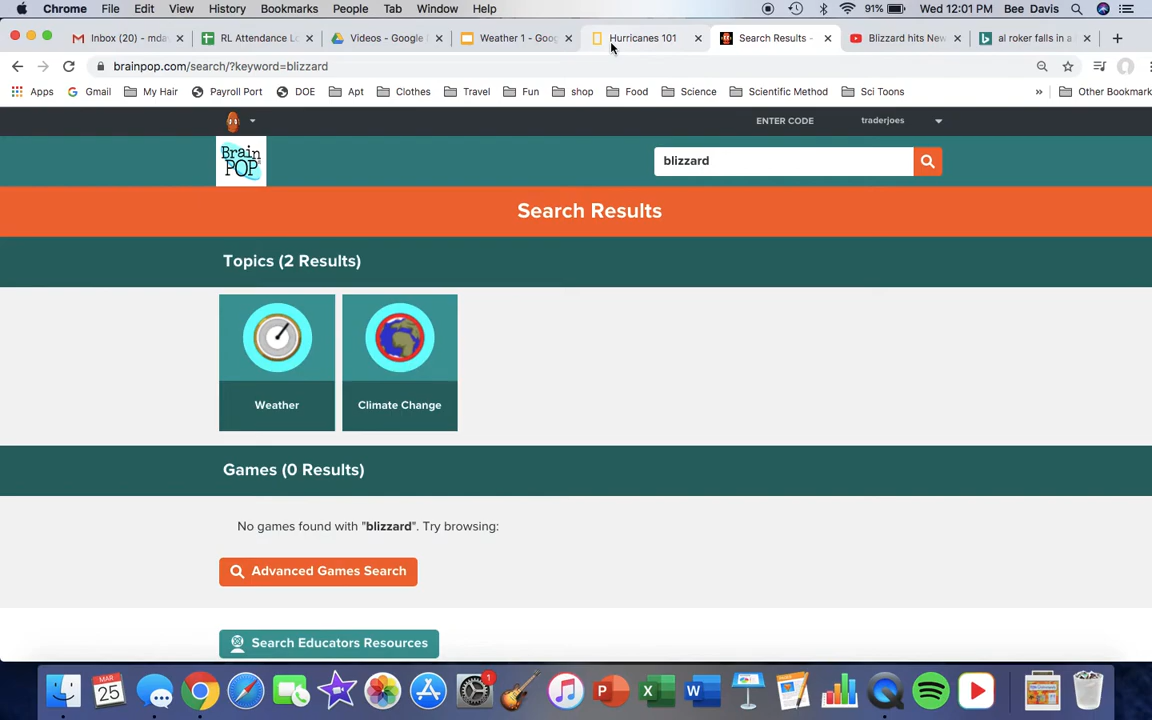 Chrome File Edit View History Bookmarks People Tab Window Help 91% Wed 12:01 PM Bee Davis
Inbox (20) - mda RL Attendance Lo Videos - Google Weather 1 - Goog Hurricanes 101 Search Results - Blizzard hits New al roker falls in a
brainpop.com/search/?keyword=blizzard
Apps Gmail My Hair Payroll Port DOE Apt Clothes Travel Fun shop Food Science Scientific Method Sci Toons » Other Bookmark
ENTER CODE traderjoes
Brain POP
blizzard
Search Results
Topics (2 Results)
Weather Climate Change
Games (0 Results)
No games found with "blizzard". Try browsing:
Advanced Games Search
Search Educators Resources
MAR
25
1